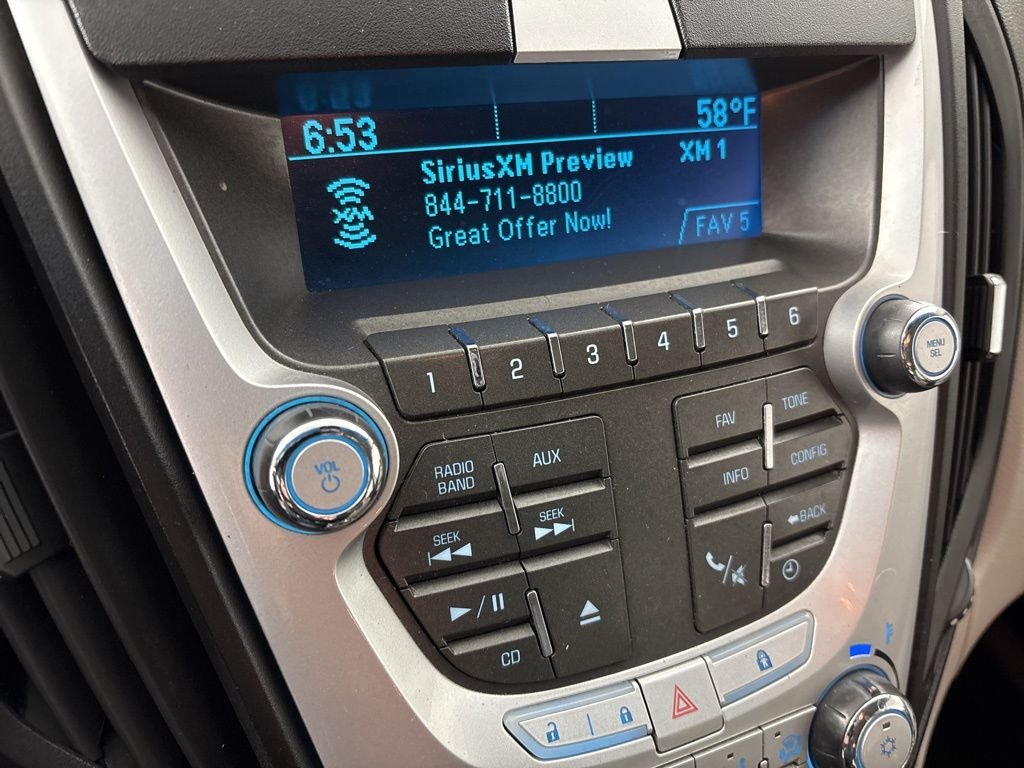 6:53
58°F
SiriusXM Preview
XM 1
XM
844-711-8800
Great Offer Now!
FAV 5
1
2
3
4
5
6
MENU
SEL
VOL
RADIO
BAND
AUX
FAV
TONE
SEEK
SEEK
INFO
CONFIG
BACK
CD